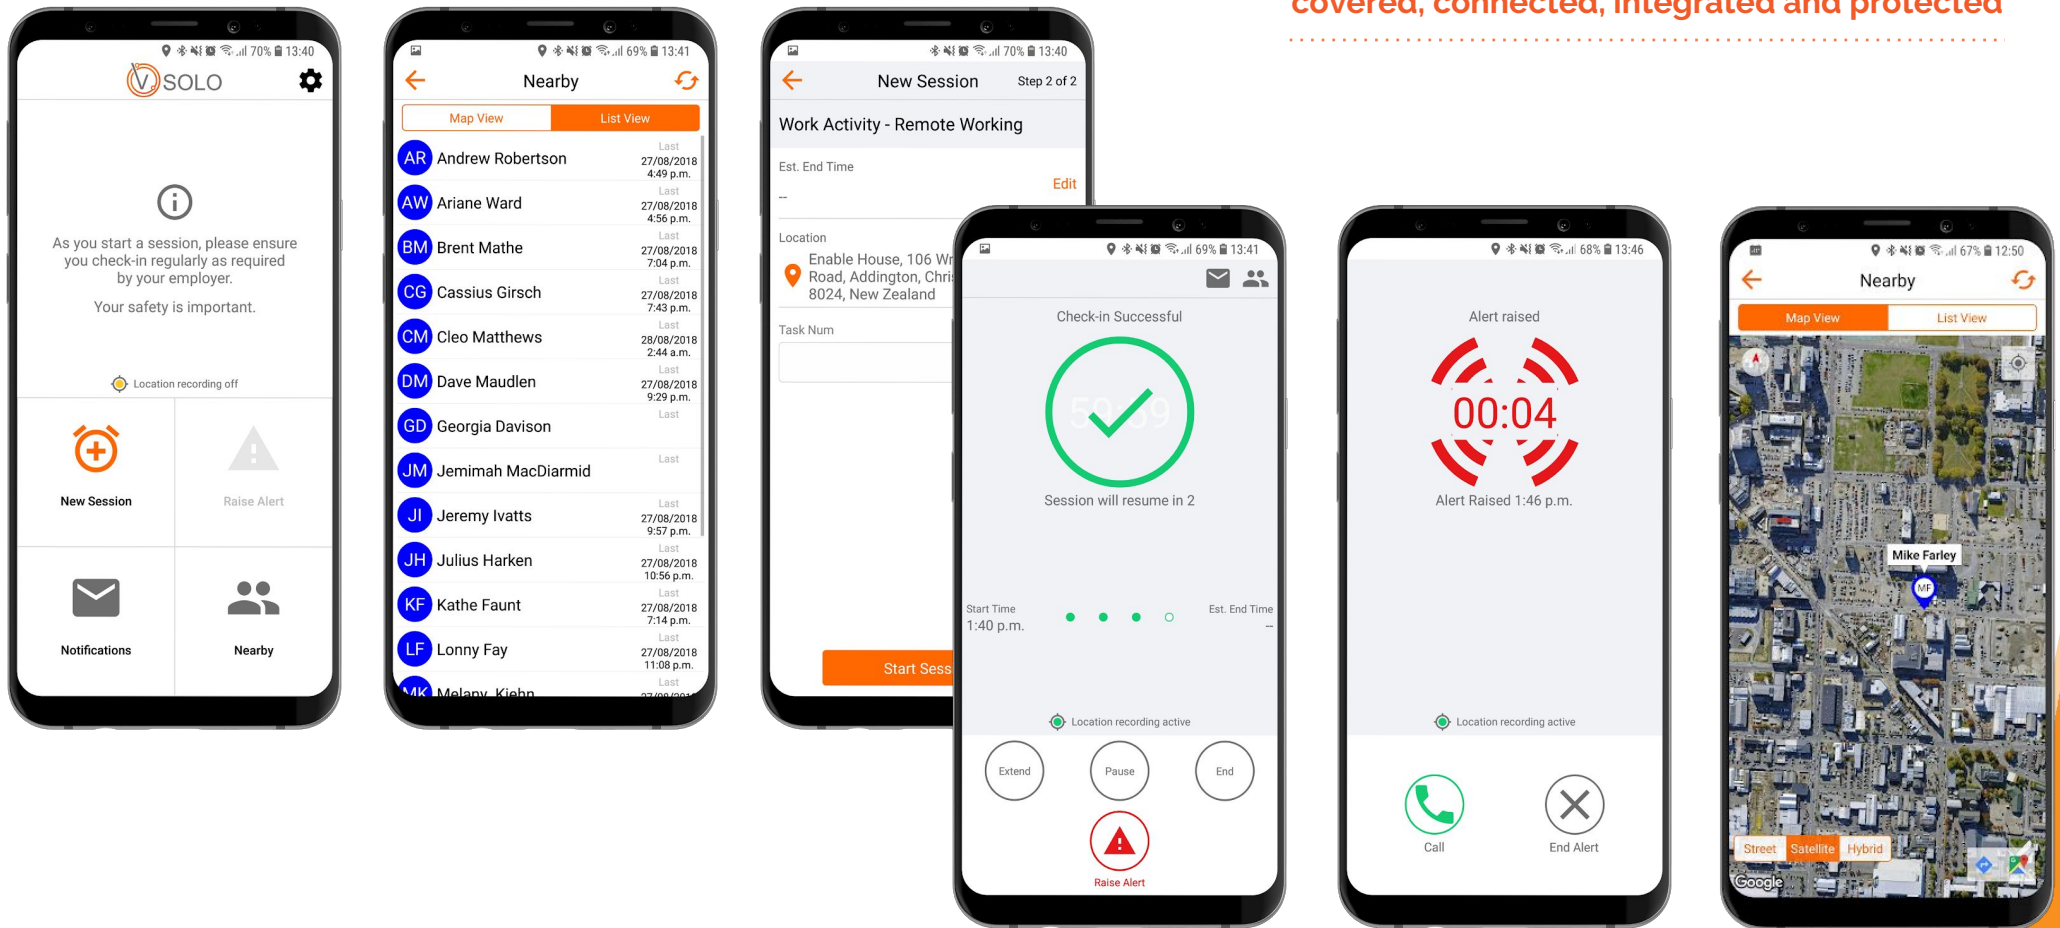 covered, connected, integrated and protected
70% 13:40
V SOLO
As you start a session, please ensure
you check-in regularly as required
by your employer.
Your safety is important.
Location recording off
New Session
Raise Alert
Notifications
Nearby
69% 13:41
Nearby
Map View
List View
AR Andrew Robertson Last 27/08/2018 4:49 p.m.
AW Ariane Ward Last 27/08/2018 4:56 p.m.
BM Brent Mathe Last 27/08/2018 7:04 p.m.
CG Cassius Girsch Last 27/08/2018 7:43 p.m.
CM Cleo Matthews Last 28/08/2018 2:44 a.m.
DM Dave Maudlen Last 27/08/2018 9:29 p.m.
GD Georgia Davison Last
JM Jemimah MacDiarmid Last
JI Jeremy Ivatts Last 27/08/2018 9:57 p.m.
JH Julius Harken Last 27/08/2018 10:56 p.m.
KF Kathe Faunt Last 27/08/2018 7:14 p.m.
LF Lonny Fay Last 27/08/2018 11:08 p.m.
MK Melany Kiehn Last 27/08/2018
70% 13:40
New Session
Step 2 of 2
Work Activity - Remote Working
Est. End Time
--
Edit
Location
Enable House, 106 Wr
Road, Addington, Chri
8024, New Zealand
Task Num
Start Sess
69% 13:41
Check-in Successful
59:59
Session will resume in 2
Start Time
1:40 p.m.
Est. End Time
--
Location recording active
Extend
Pause
End
Raise Alert
68% 13:46
Alert raised
00:04
Alert Raised 1:46 p.m.
Location recording active
Call
End Alert
67% 12:50
Nearby
Map View
List View
Mike Farley
MF
Street
Satellite
Hybrid
Google